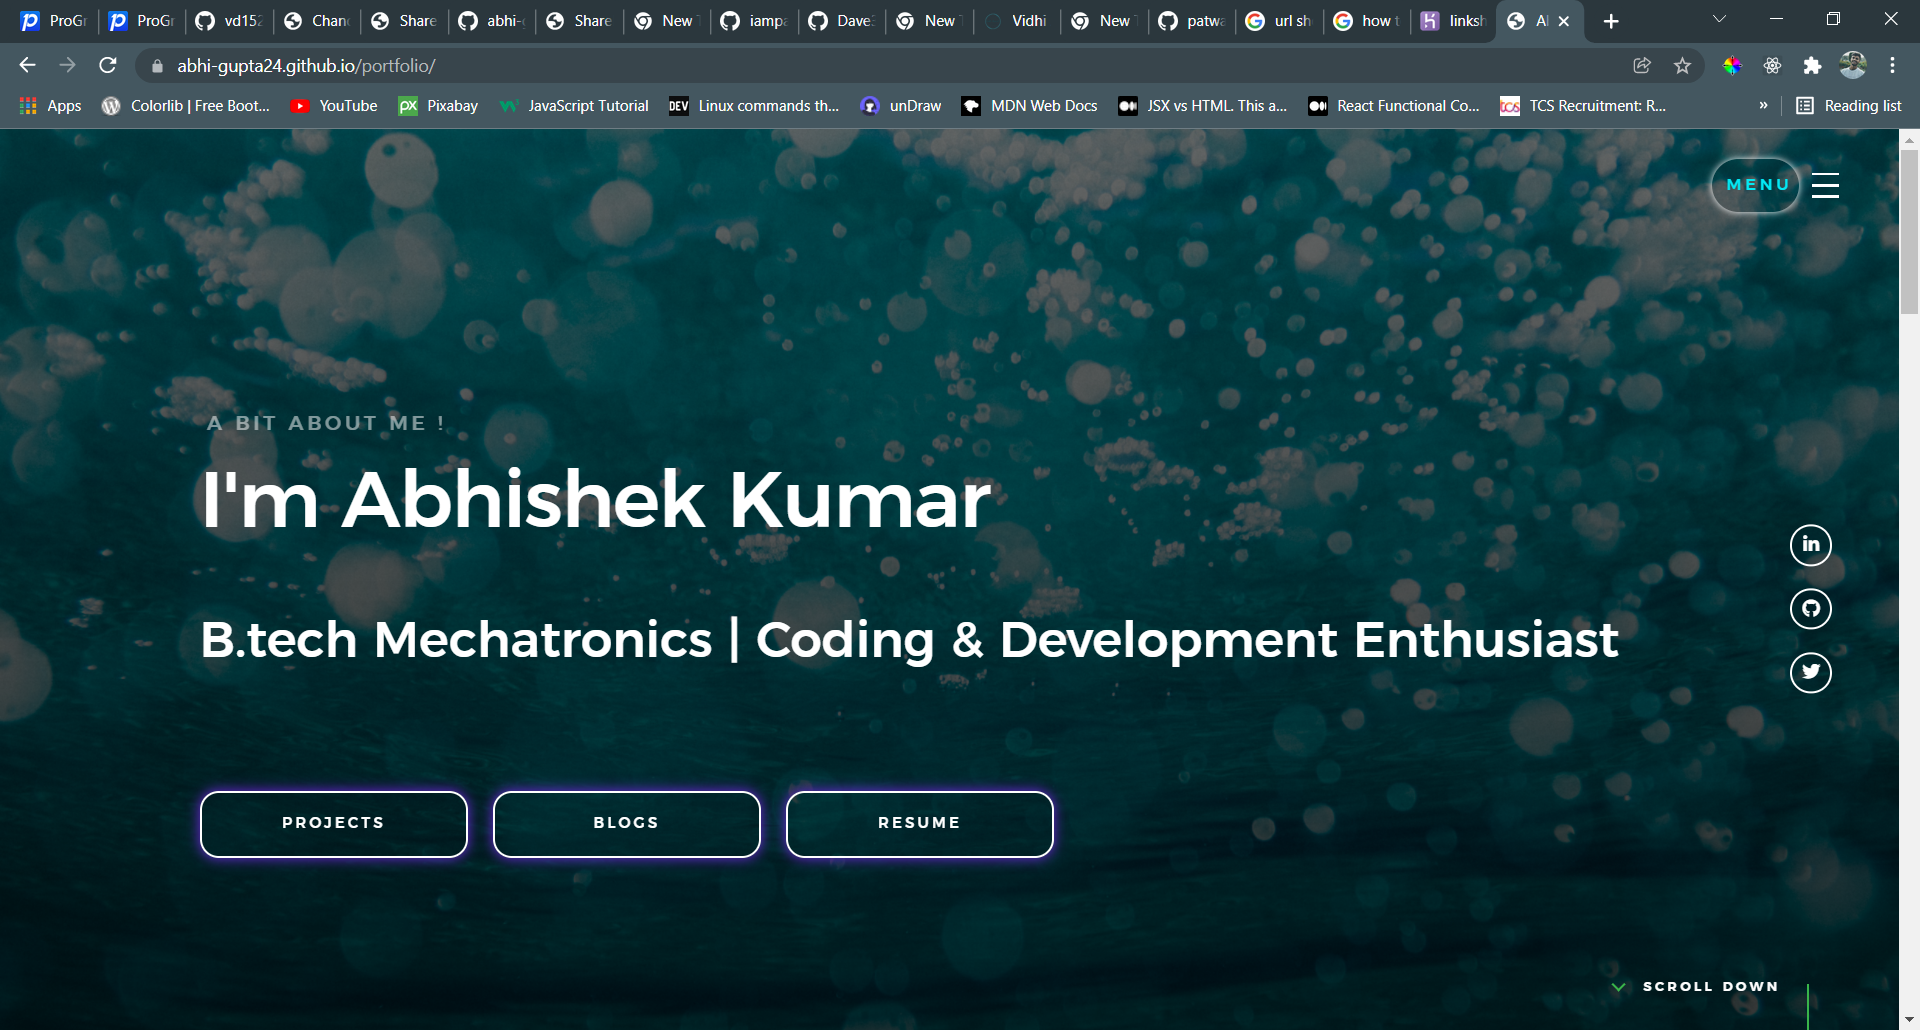 ProGr
ProGr
vd152
Chang
Share
abhi-g
Share
New T
iampa
Dave3
New T
Vidhi
New T
patwa
url sh
how t
linksh
Al
abhi-gupta24.github.io/portfolio/
Apps
Colorlib | Free Boot...
YouTube
Pixabay
JavaScript Tutorial
Linux commands th...
unDraw
MDN Web Docs
JSX vs HTML. This a...
React Functional Co...
TCS Recruitment: R...
»
Reading list
MENU
A BIT ABOUT ME !
I'm Abhishek Kumar
B.tech Mechatronics | Coding & Development Enthusiast
PROJECTS
BLOGS
RESUME
SCROLL DOWN